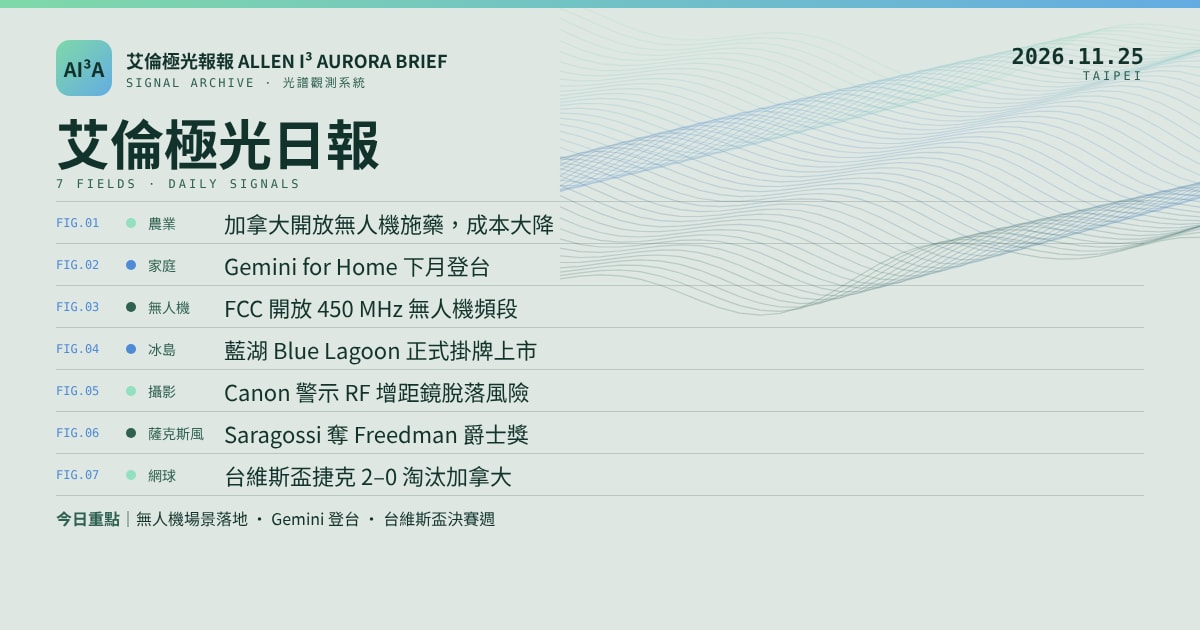 AI³A
艾倫極光報報 ALLEN I³ AURORA BRIEF
SIGNAL ARCHIVE · 光譜觀測系統
2026.11.25
TAIPEI
艾倫極光日報
7 FIELDS · DAILY SIGNALS
FIG.01 農業 加拿大開放無人機施藥，成本大降
FIG.02 家庭 Gemini for Home 下月登台
FIG.03 無人機 FCC 開放 450 MHz 無人機頻段
FIG.04 冰島 藍湖 Blue Lagoon 正式掛牌上市
FIG.05 攝影 Canon 警示 RF 增距鏡脫落風險
FIG.06 薩克斯風 Saragossi 奪 Freedman 爵士獎
FIG.07 網球 台維斯盃捷克 2–0 淘汰加拿大
今日重點｜無人機場景落地 · Gemini 登台 · 台維斯盃決賽週